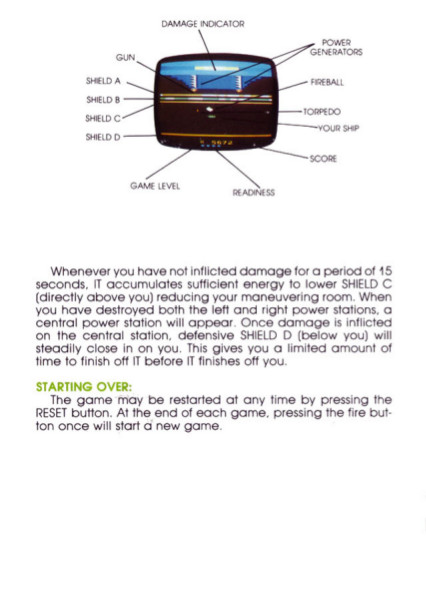 DAMAGE INDICATOR
POWER
GENERATORS
GUN
SHIELD A
FIREBALL
SHIELD B
TORPEDO
SHIELD C
YOUR SHIP
SHIELD D
SCORE
GAME LEVEL
READINESS
Whenever you have not inflicted damage for a period of 15
seconds, IT accumulates sufficient energy to lower SHIELD C
(directly above you) reducing your maneuvering room. When
you have destroyed both the left and right power stations, a
central power station will appear. Once damage is inflicted
on the central station, defensive SHIELD D (below you) will
steadily close in on you. This gives you a limited amount of
time to finish off IT before IT finishes off you.
STARTING OVER:
The game may be restarted at any time by pressing the
RESET button. At the end of each game, pressing the fire but-
ton once will start a new game.